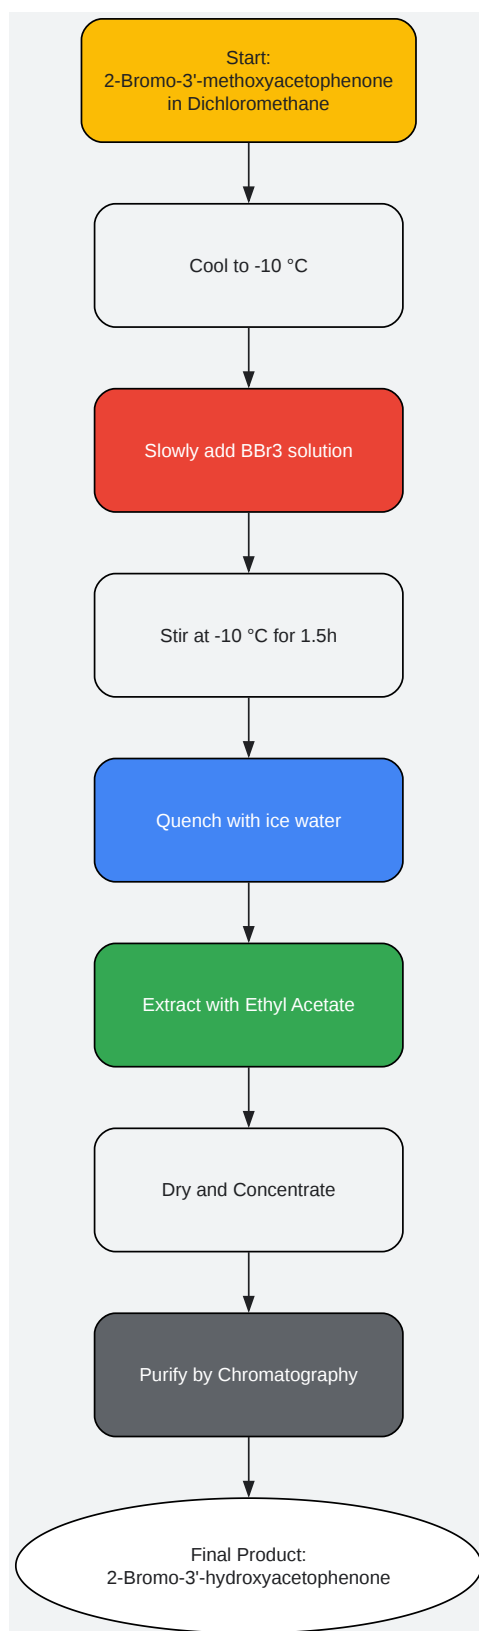 Start:
2-Bromo-3'-methoxyacetophenone
in Dichloromethane
Cool to -10 °C
Slowly add BBr3 solution
Stir at -10 °C for 1.5h
Quench with ice water
Extract with Ethyl Acetate
Dry and Concentrate
Purify by Chromatography
Final Product:
2-Bromo-3'-hydroxyacetophenone